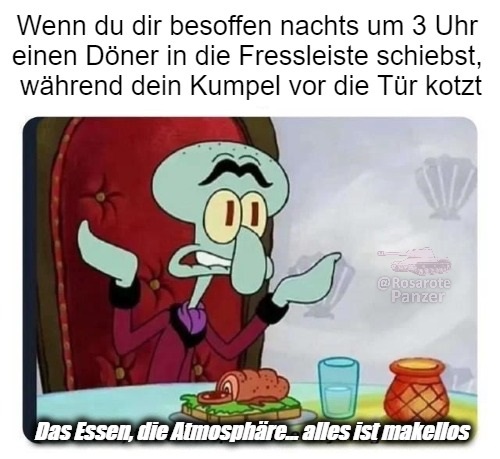 Wenn du dir besoffen nachts um 3 Uhr
einen Döner in die Fressleiste schiebst,
während dein Kumpel vor die Tür kotzt
@Rosarote
Panzer
Das Essen, die Atmosphäre... alles ist makellos